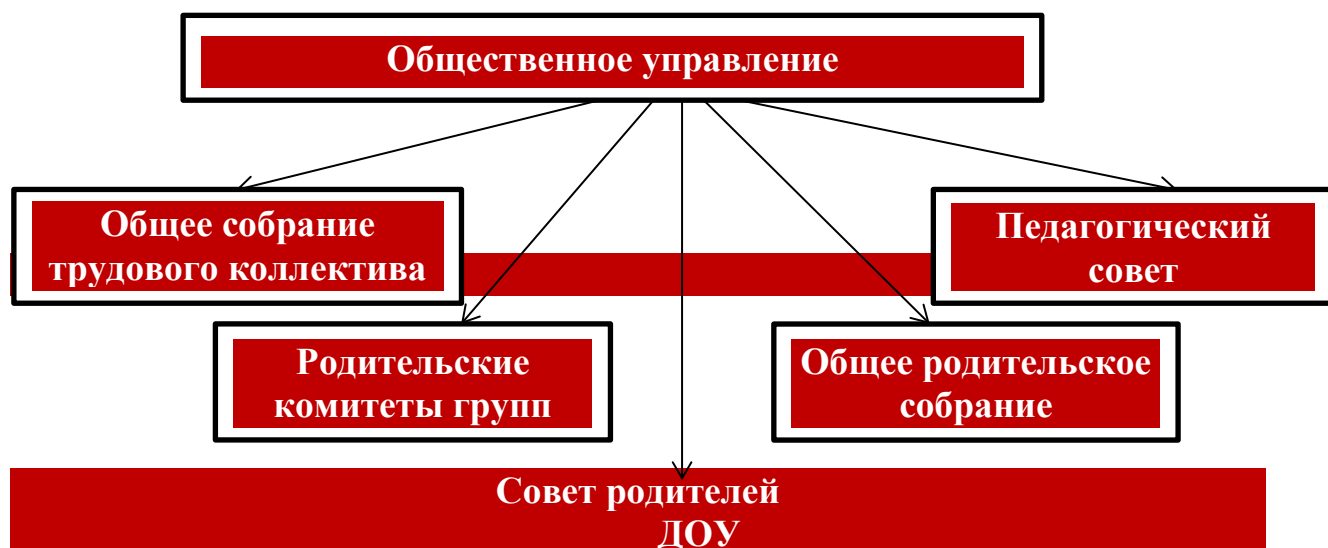 Общественное управление
Общее собрание
трудового коллектива
Педагогический
совет
Родительские
комитеты групп
Общее родительское
собрание
Совет родителей
ДОУ